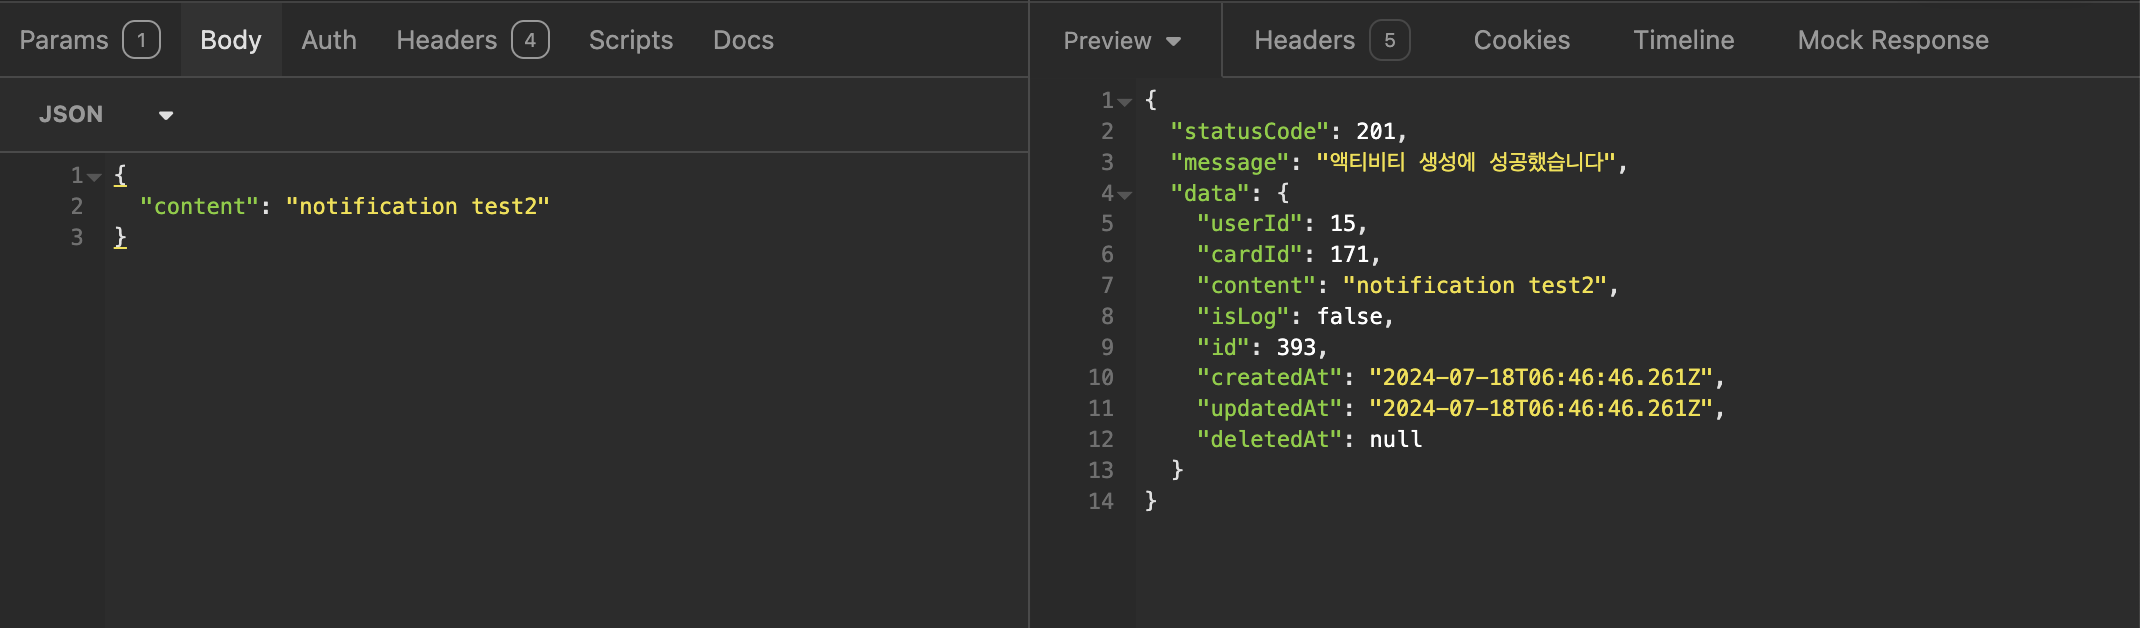 Params 1 Body Auth Headers 4 Scripts Docs
JSON
1 {
2 "content": "notification test2"
3 }
Preview Headers 5 Cookies Timeline Mock Response
1 {
2 "statusCode": 201,
3 "message": "액티비티 생성에 성공했습니다",
4 "data": {
5 "userId": 15,
6 "cardId": 171,
7 "content": "notification test2",
8 "isLog": false,
9 "id": 393,
10 "createdAt": "2024-07-18T06:46:46.261Z",
11 "updatedAt": "2024-07-18T06:46:46.261Z",
12 "deletedAt": null
13 }
14 }